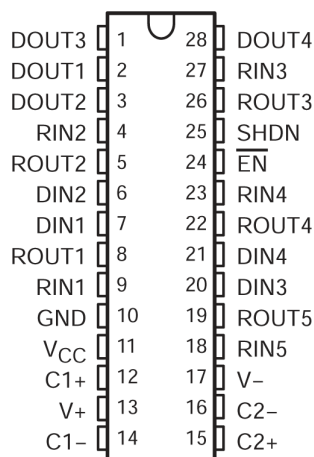 DOUT3 1 28 DOUT4
DOUT1 2 27 RIN3
DOUT2 3 26 ROUT3
RIN2 4 25 SHDN
ROUT2 5 24 E̅N̅
DIN2 6 23 RIN4
DIN1 7 22 ROUT4
ROUT1 8 21 DIN4
RIN1 9 20 DIN3
GND 10 19 ROUT5
VCC 11 18 RIN5
C1+ 12 17 V−
V+ 13 16 C2−
C1− 14 15 C2+